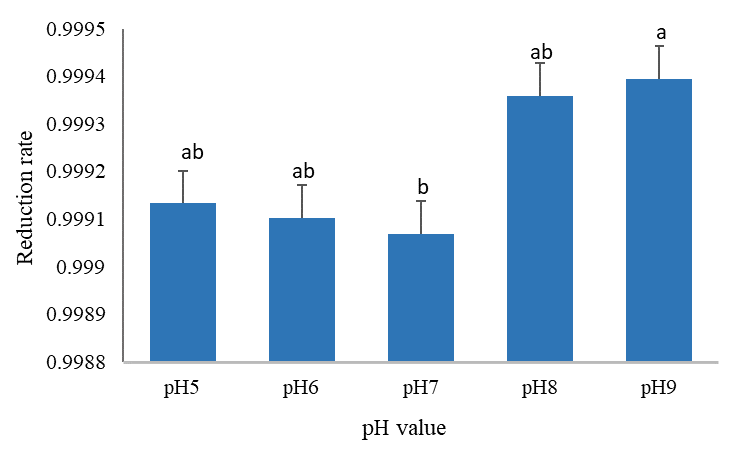 0.9995
0.9994
0.9993
0.9992
0.9991
0.999
0.9989
0.9988
Reduction rate
ab
ab
b
ab
a
pH5 pH6 pH7 pH8 pH9
pH value